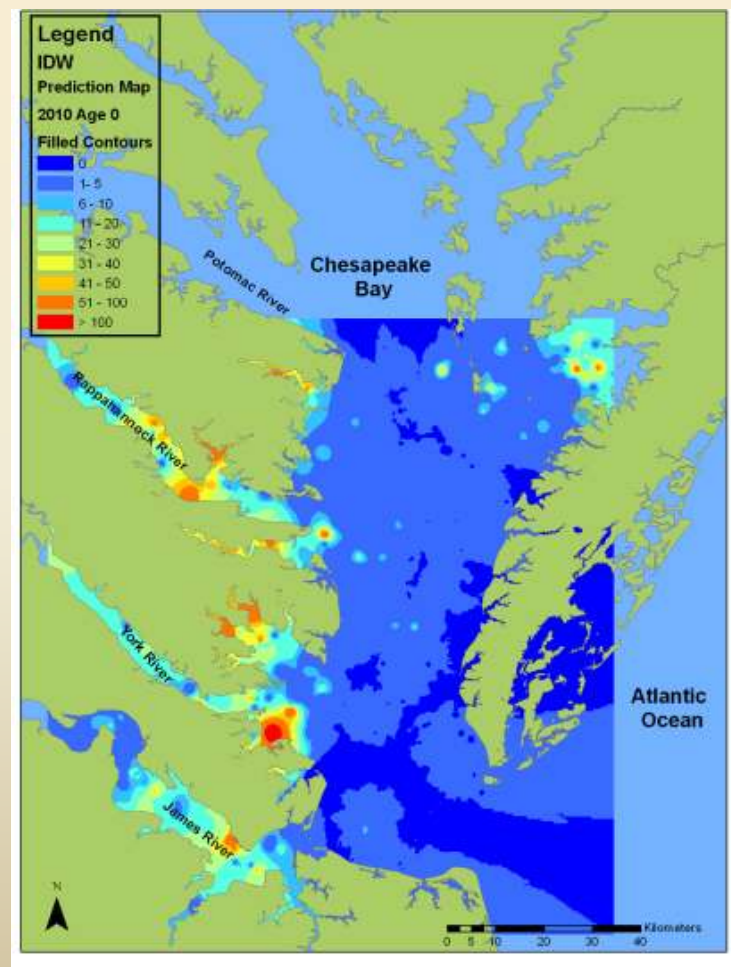 Legend
IDW
Prediction Map
2010 Age 0
Filled Contours
0
1- 5
6 - 10
11 - 20
21 - 30
31 - 40
41 - 50
51 - 100
> 100
Potomac River
Chesapeake
Bay
Rappahannock River
York River
James River
Atlantic
Ocean
N
Kilometers
0 5 10 20 30 40